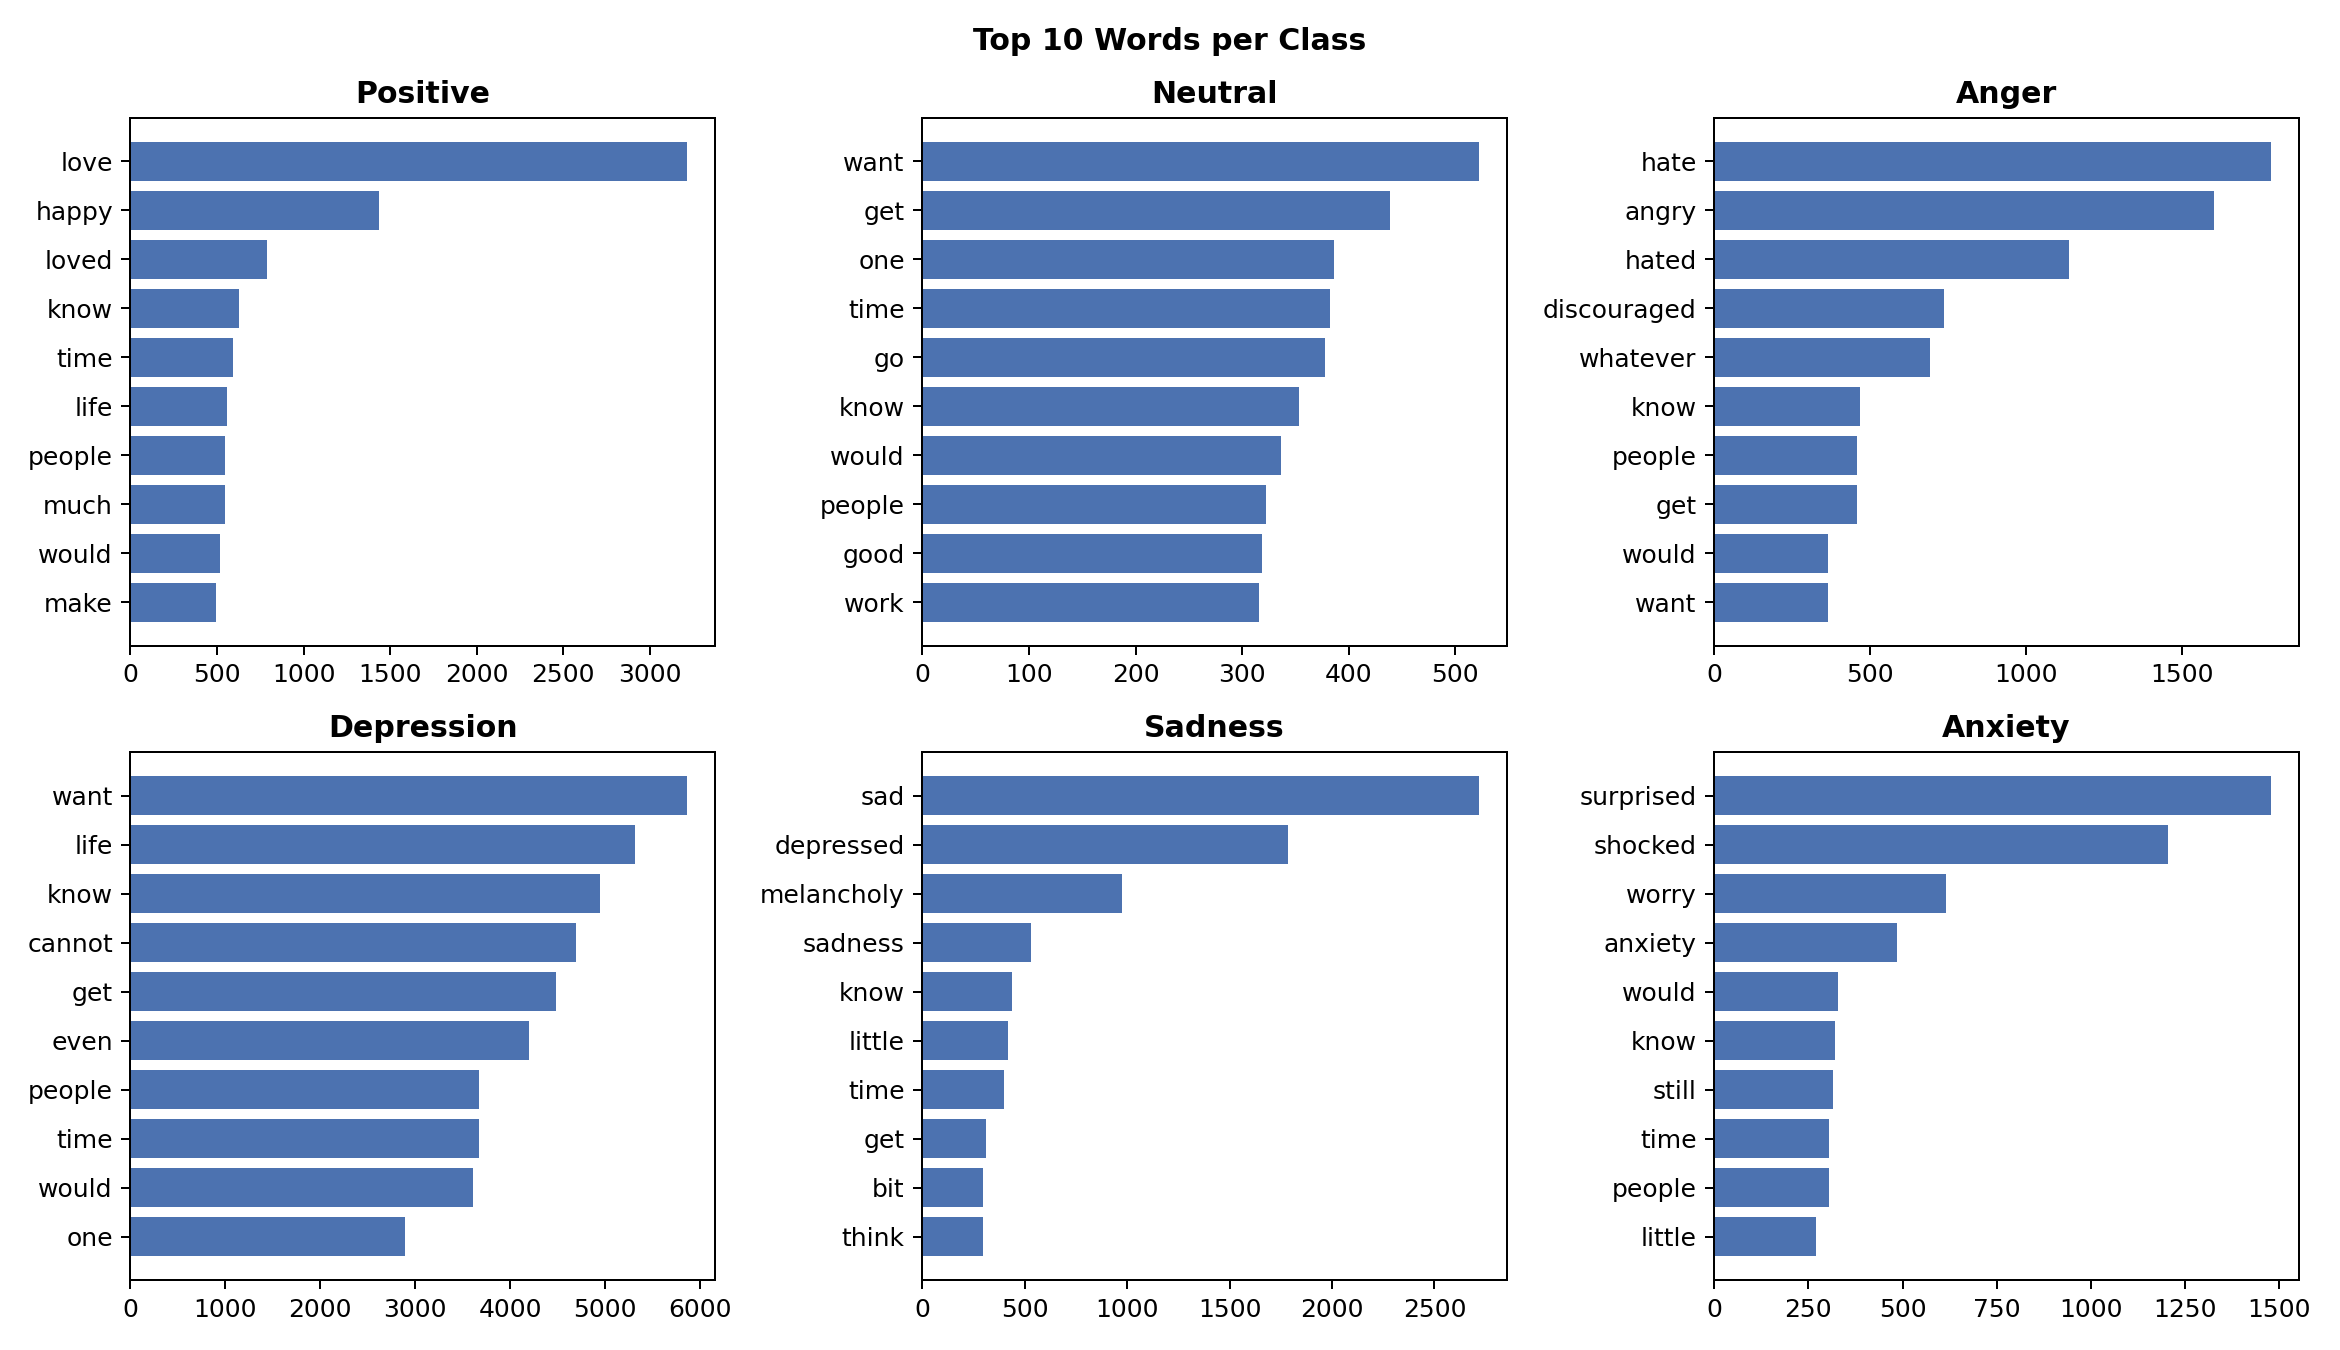 Top 10 Words per Class
Positive
love
happy
loved
know
time
life
people
much
would
make
0 500 1000 1500 2000 2500 3000
Neutral
want
get
one
time
go
know
would
people
good
work
0 100 200 300 400 500
Anger
hate
angry
hated
discouraged
whatever
know
people
get
would
want
0 500 1000 1500
Depression
want
life
know
cannot
get
even
people
time
would
one
0 1000 2000 3000 4000 5000 6000
Sadness
sad
depressed
melancholy
sadness
know
little
time
get
bit
think
0 500 1000 1500 2000 2500
Anxiety
surprised
shocked
worry
anxiety
would
know
still
time
people
little
0 250 500 750 1000 1250 1500